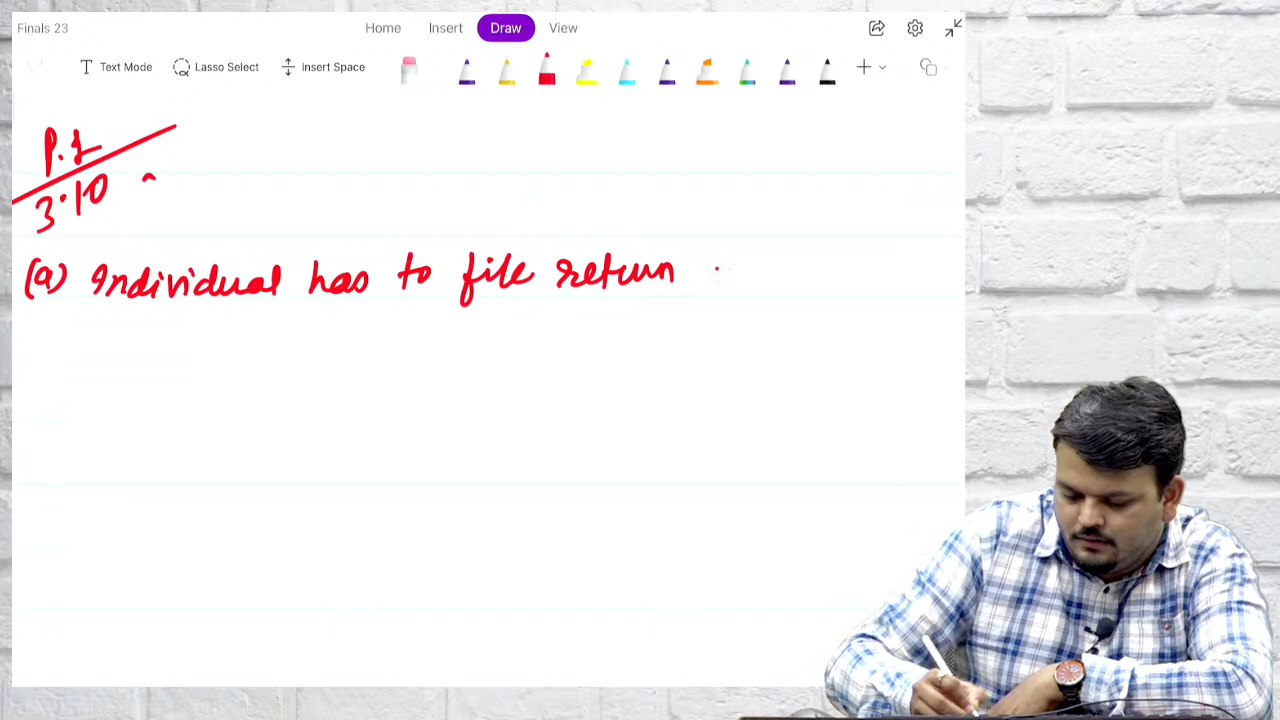 Finals 23
Home Insert Draw View
Text Mode Lasso Select Insert Space
P.1
3.10
(a) Individual has to file return